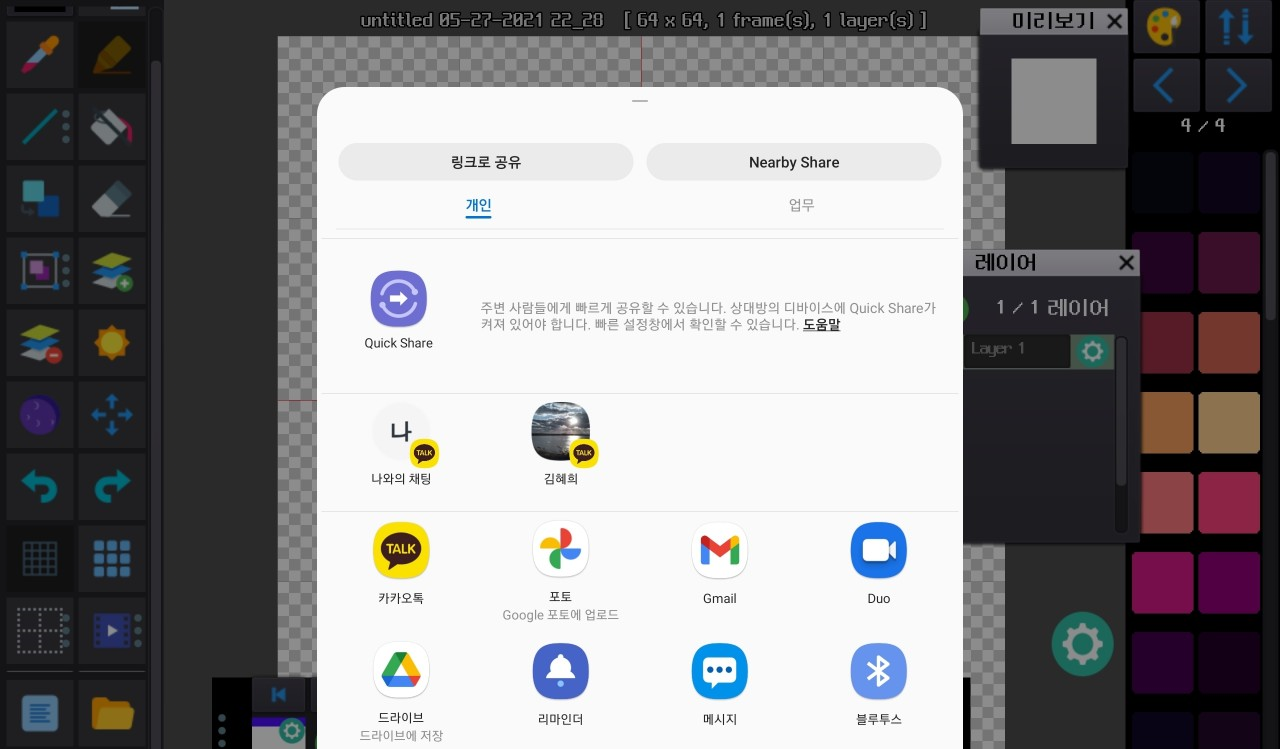 untitled 05-27-2021 22_28 [ 64 x 64, 1 frame(s), 1 layer(s) ]
미리보기
4 / 4
링크로 공유
Nearby Share
개인
업무
레이어
1 / 1 레이어
Layer 1
주변 사람들에게 빠르게 공유할 수 있습니다. 상대방의 디바이스에 Quick Share가
켜져 있어야 합니다. 빠른 설정창에서 확인할 수 있습니다. 도움말
Quick Share
나
TALK
TALK
나와의 채팅
김혜희
TALK
카카오톡
포토
Google 포토에 업로드
Gmail
Duo
드라이브
드라이브에 저장
리마인더
메시지
블루투스